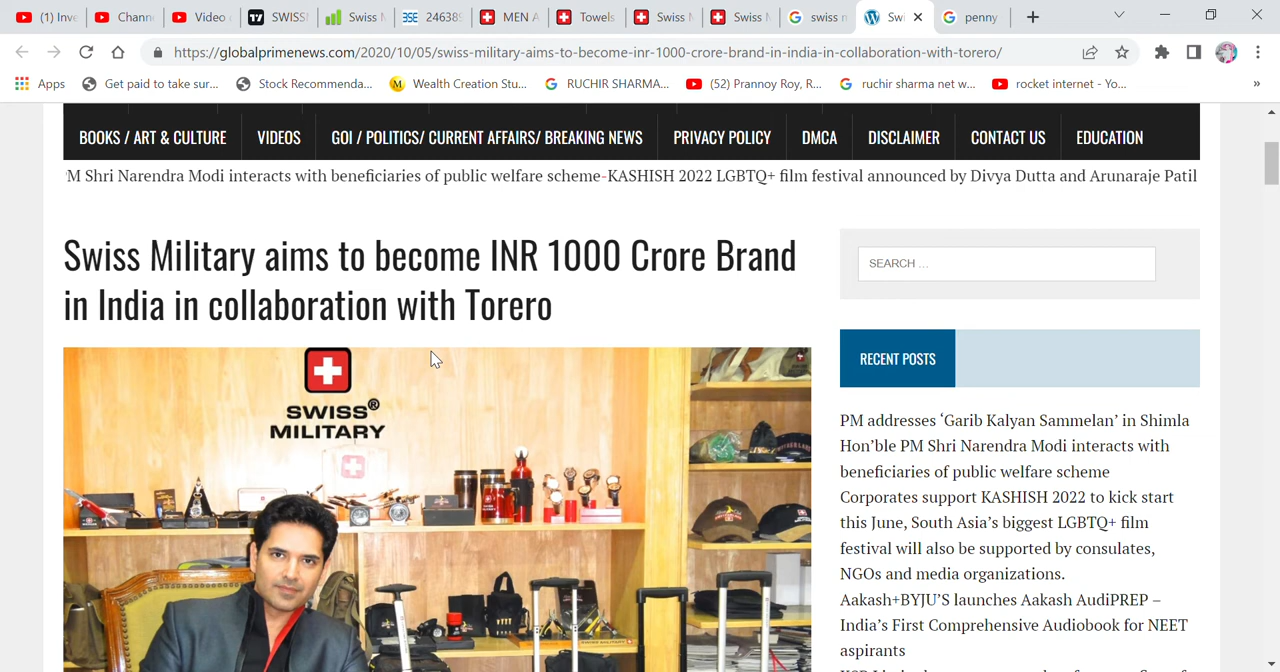 (1) Inve
Chann
Video
SWISS
Swiss M
24638
MEN A
Towels
Swiss M
Swiss M
swiss m
Swi
penny
https://globalprimenews.com/2020/10/05/swiss-military-aims-to-become-inr-1000-crore-brand-in-india-in-collaboration-with-torero/
Apps
Get paid to take sur...
Stock Recommenda...
Wealth Creation Stu...
RUCHIR SHARMA...
(52) Prannoy Roy, R...
ruchir sharma net w...
rocket internet - Yo...
»
BOOKS / ART & CULTURE
VIDEOS
GOI / POLITICS/ CURRENT AFFAIRS/ BREAKING NEWS
PRIVACY POLICY
DMCA
DISCLAIMER
CONTACT US
EDUCATION
M Shri Narendra Modi interacts with beneficiaries of public welfare scheme-KASHISH 2022 LGBTQ+ film festival announced by Divya Dutta and Arunaraje Patil
Swiss Military aims to become INR 1000 Crore Brand
in India in collaboration with Torero
SWISS®
MILITARY
SEARCH …
RECENT POSTS
PM addresses ‘Garib Kalyan Sammelan’ in Shimla
Hon’ble PM Shri Narendra Modi interacts with
beneficiaries of public welfare scheme
Corporates support KASHISH 2022 to kick start
this June, South Asia’s biggest LGBTQ+ film
festival will also be supported by consulates,
NGOs and media organizations.
Aakash+BYJU’S launches Aakash AudiPREP –
India’s First Comprehensive Audiobook for NEET
aspirants